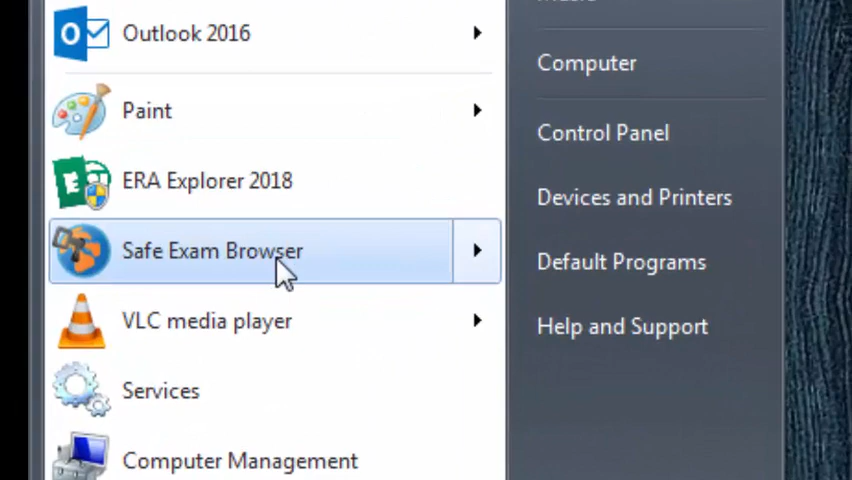 Outlook 2016
Paint
ERA Explorer 2018
Safe Exam Browser
VLC media player
Services
Computer Management
Music
Computer
Control Panel
Devices and Printers
Default Programs
Help and Support